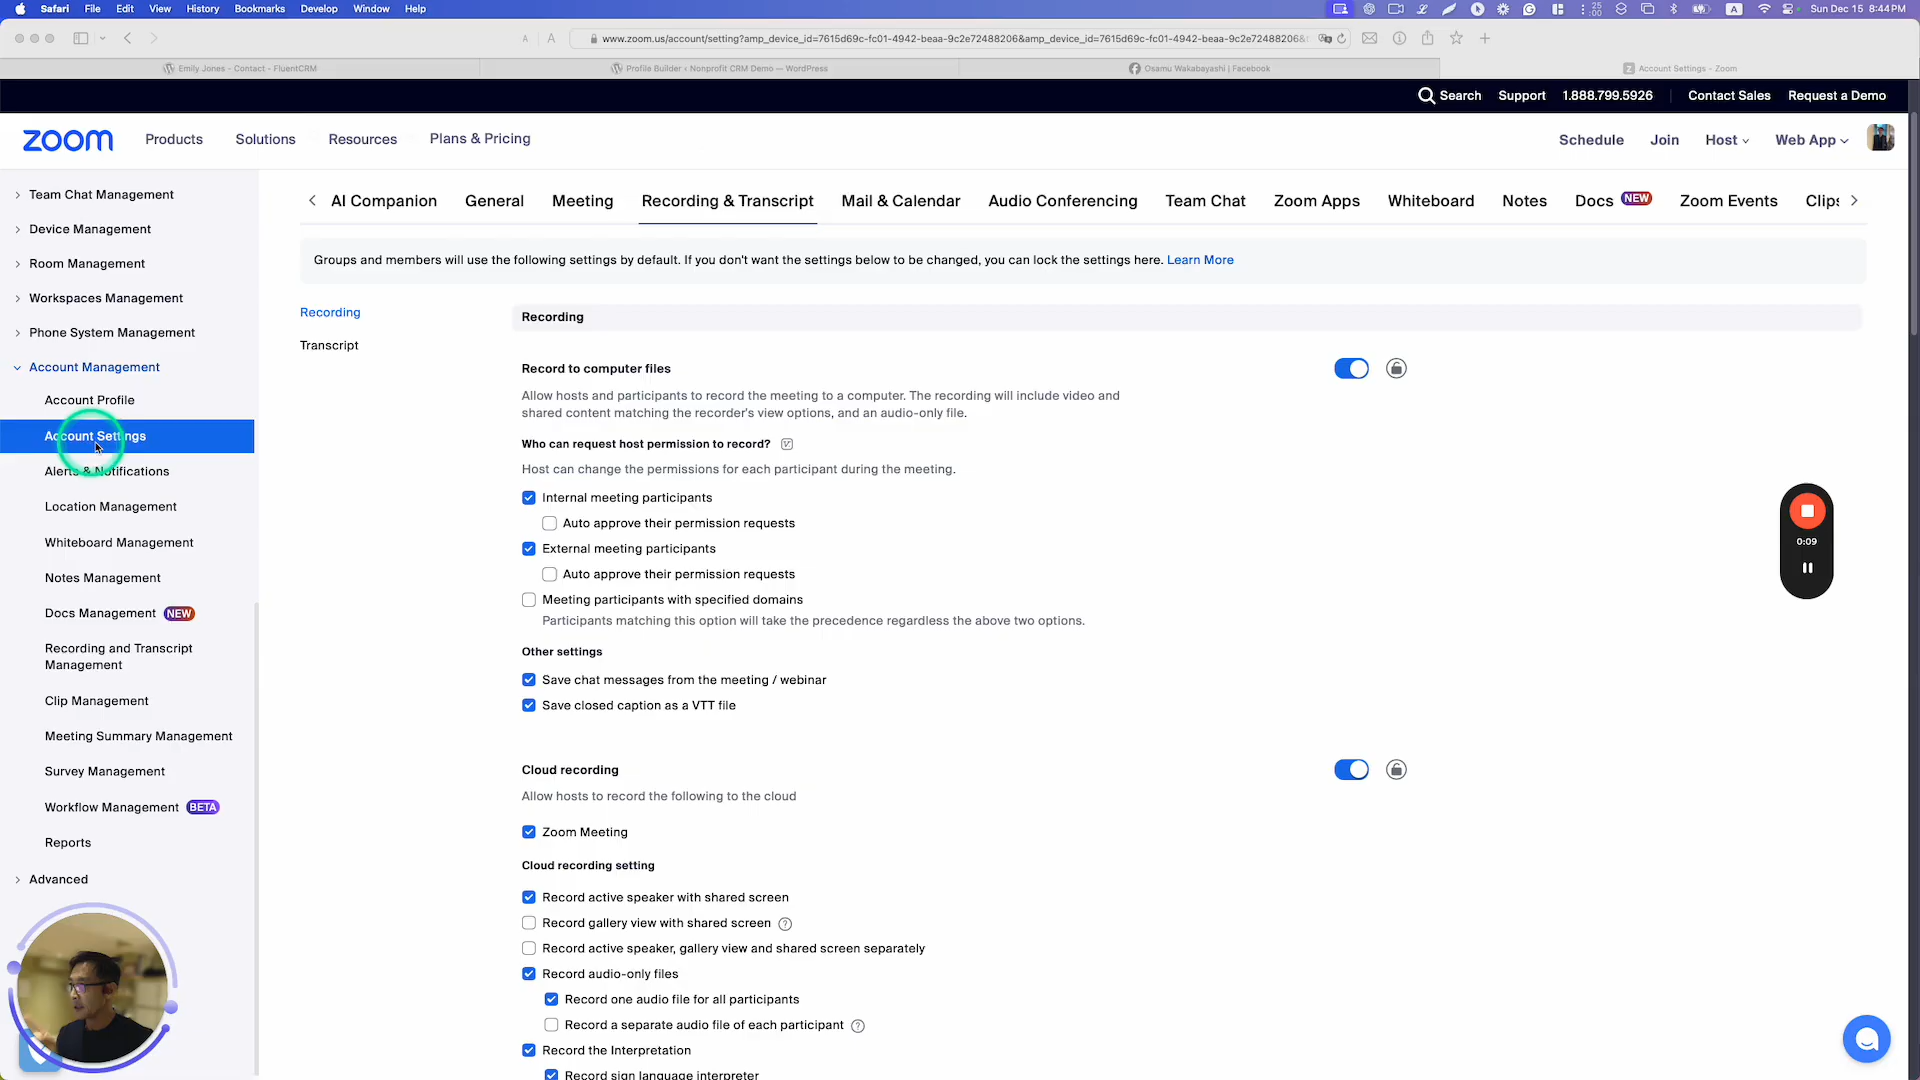 Safari File Edit View History Bookmarks Develop Window Help
25
:00
A
Sun Dec 15 8:44PM
A A
www.zoom.us/account/setting?amp_device_id=7615d69c-fc01-4942-beaa-9c2e72488206&amp_device_id=7615d69c-fc01-4942-beaa-9c2e72488206&
Emily Jones - Contact - FluentCRM
Profile Builder ‹ Nonprofit CRM Demo — WordPress
Osamu Wakabayashi | Facebook
Account Settings - Zoom
Search Support 1.888.799.5926 Contact Sales Request a Demo
zoom Products Solutions Resources Plans & Pricing Schedule Join Host Web App
Team Chat Management
Device Management
Room Management
Workspaces Management
Phone System Management
Account Management
Account Profile
Account Settings
Alerts & Notifications
Location Management
Whiteboard Management
Notes Management
Docs Management NEW
Recording and Transcript
Management
Clip Management
Meeting Summary Management
Survey Management
Workflow Management BETA
Reports
Advanced
AI Companion General Meeting Recording & Transcript Mail & Calendar Audio Conferencing Team Chat Zoom Apps Whiteboard Notes Docs NEW Zoom Events Clips
Groups and members will use the following settings by default. If you don't want the settings below to be changed, you can lock the settings here. Learn More
Recording
Transcript
Recording
Record to computer files
Allow hosts and participants to record the meeting to a computer. The recording will include video and
shared content matching the recorder's view options, and an audio-only file.
Who can request host permission to record?
Host can change the permissions for each participant during the meeting.
Internal meeting participants
Auto approve their permission requests
External meeting participants
Auto approve their permission requests
Meeting participants with specified domains
Participants matching this option will take the precedence regardless the above two options.
Other settings
Save chat messages from the meeting / webinar
Save closed caption as a VTT file
Cloud recording
Allow hosts to record the following to the cloud
Zoom Meeting
Cloud recording setting
Record active speaker with shared screen
Record gallery view with shared screen
Record active speaker, gallery view and shared screen separately
Record audio-only files
Record one audio file for all participants
Record a separate audio file of each participant
Record the Interpretation
Record sign language interpreter
0:09